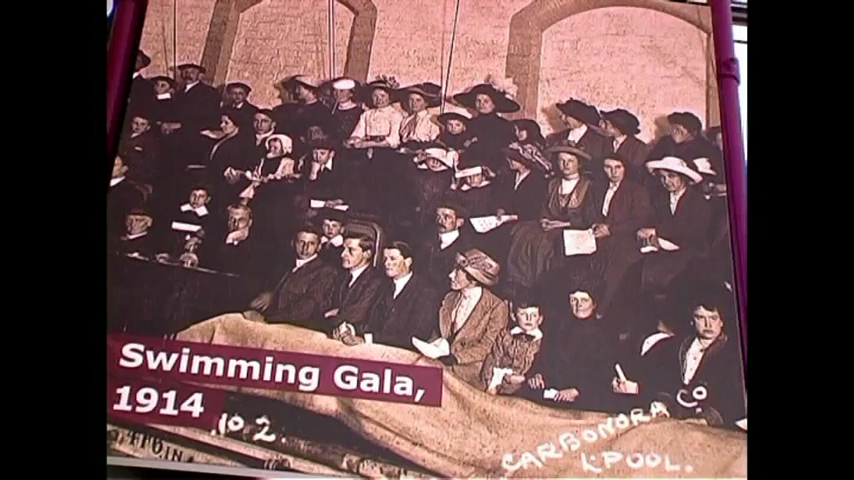 Swimming Gala,
1914
10 2.
CARBONORA CO
L'POOL.